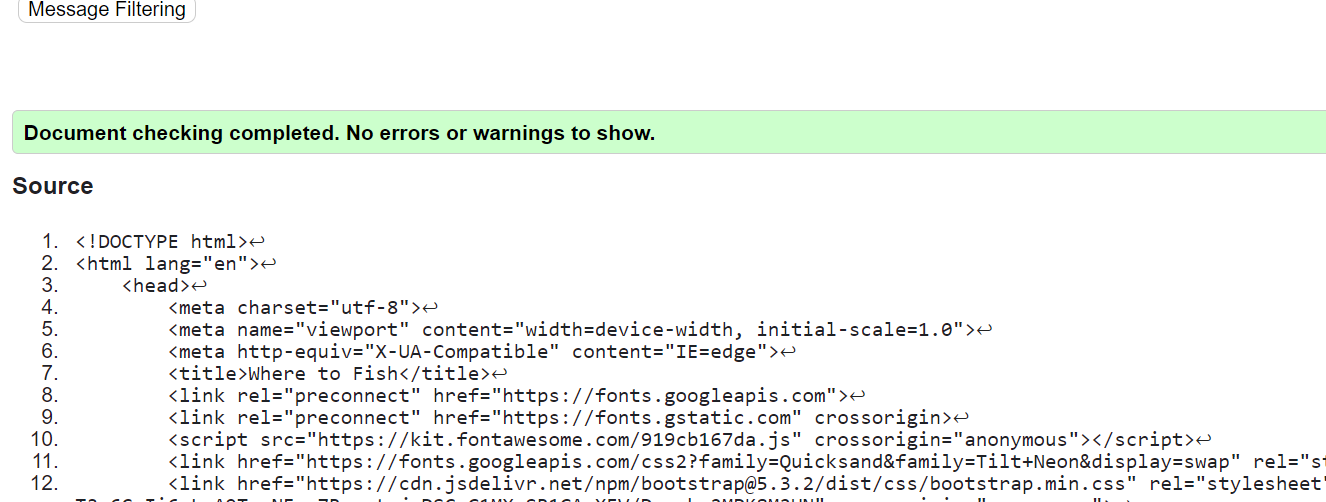 Message Filtering
Document checking completed. No errors or warnings to show.
Source
1. <!DOCTYPE html>↩
2. <html lang="en">↩
3. <head>↩
4. <meta charset="utf-8">↩
5. <meta name="viewport" content="width=device-width, initial-scale=1.0">↩
6. <meta http-equiv="X-UA-Compatible" content="IE=edge">↩
7. <title>Where to Fish</title>↩
8. <link rel="preconnect" href="https://fonts.googleapis.com">↩
9. <link rel="preconnect" href="https://fonts.gstatic.com" crossorigin>↩
10. <script src="https://kit.fontawesome.com/919cb167da.js" crossorigin="anonymous"></script>↩
11. <link href="https://fonts.googleapis.com/css2?family=Quicksand&family=Tilt+Neon&display=swap" rel="st
12. <link href="https://cdn.jsdelivr.net/npm/bootstrap@5.3.2/dist/css/bootstrap.min.css" rel="stylesheet"